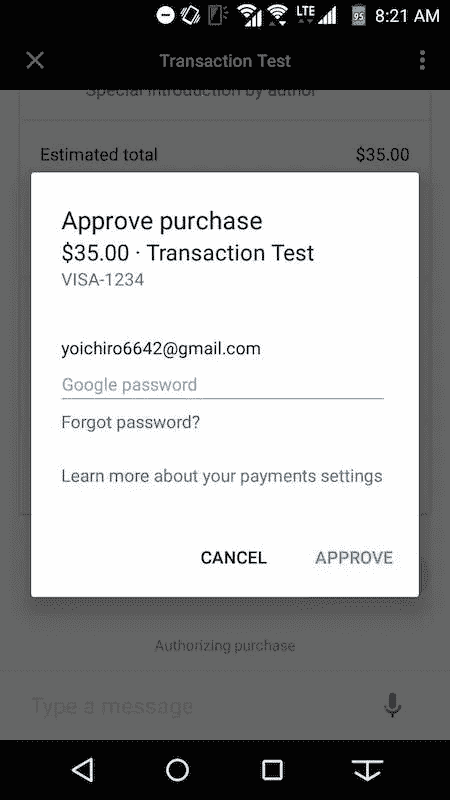 LTE 95 8:21 AM
Transaction Test
Special introduction by author
Estimated total $35.00
Approve purchase
$35.00 · Transaction Test
VISA-1234
yoichiro6642@gmail.com
Google password
Forgot password?
Learn more about your payments settings
CANCEL APPROVE
Authorizing purchase
Type a message